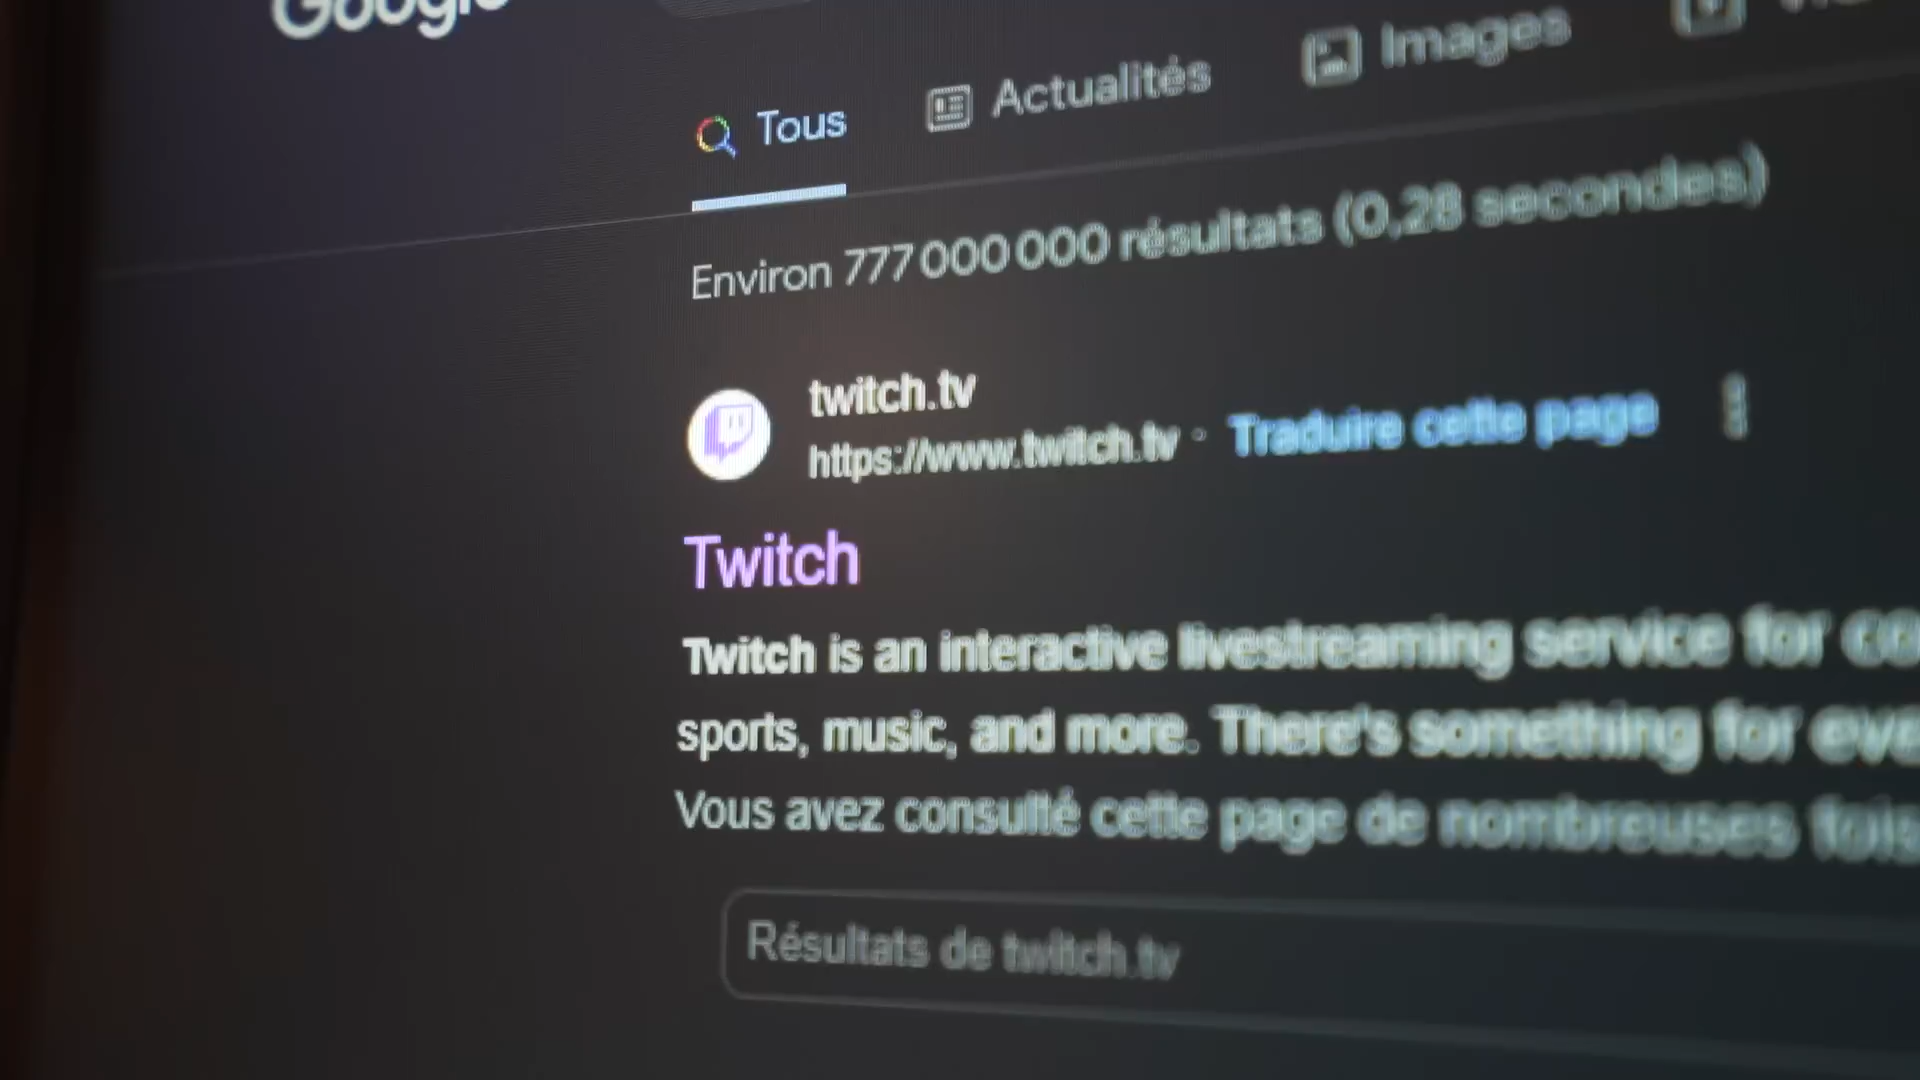 Google
Tous
Actualités
Images
Environ 777 000 000 résultats (0,28 secondes)
twitch.tv
https://www.twitch.tv · Traduire cette page
Twitch
Twitch is an interactive livestreaming service for
sports, music, and more. There's something for
Vous avez consulté cette page de nombreuses fois
Résultats de twitch.tv